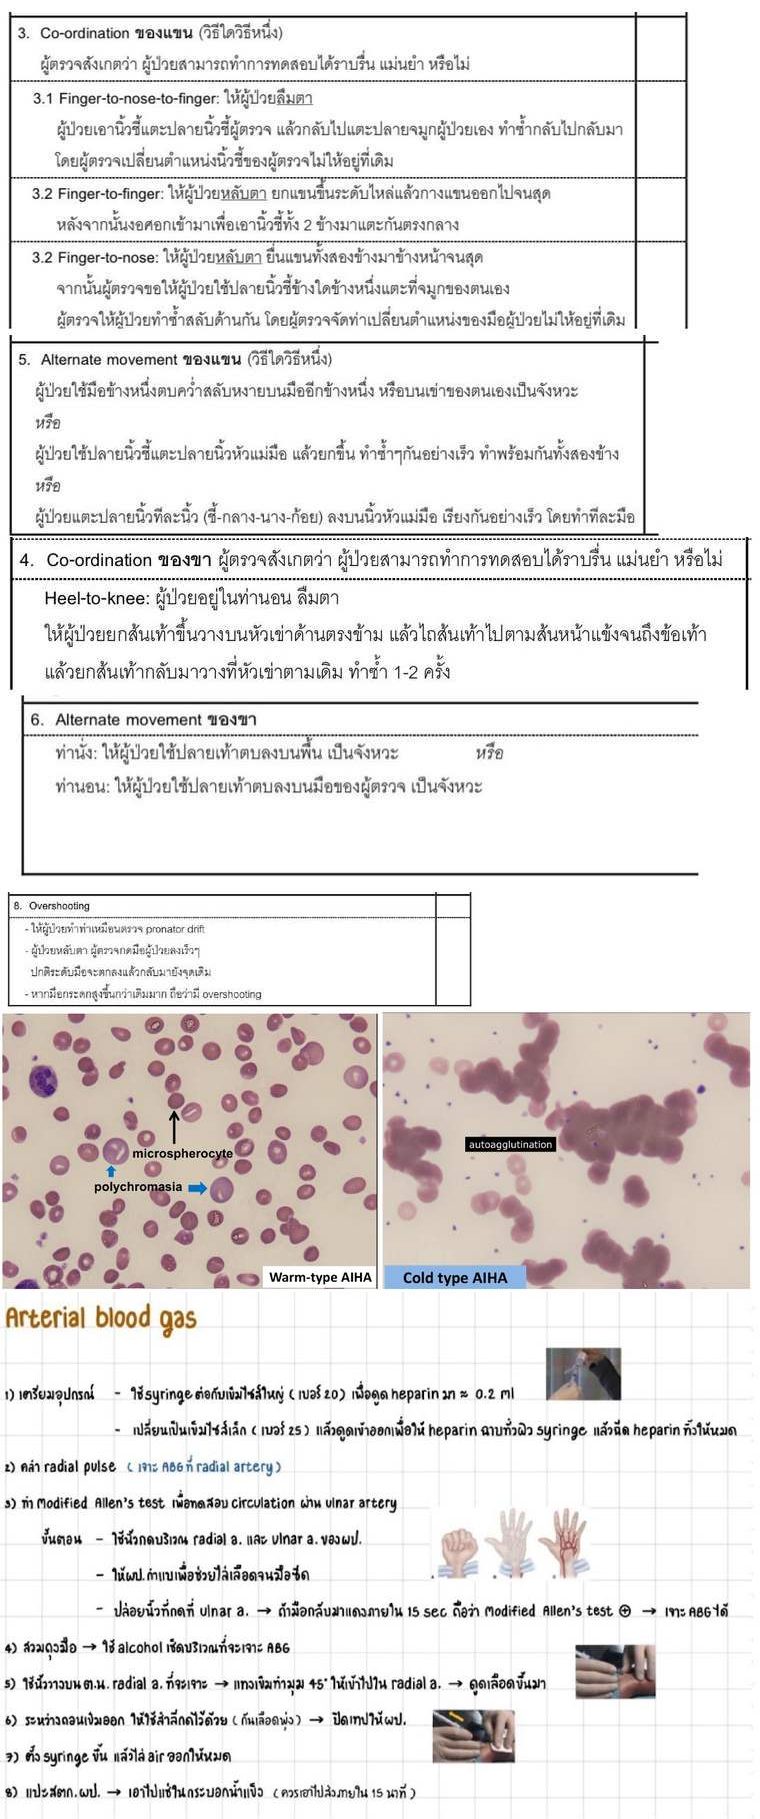 3. Co-ordination ของแขน (วิธีใดวิธีหนึ่ง)
ผู้ตรวจสังเกตว่า ผู้ป่วยสามารถทำการทดสอบได้ราบรื่น แม่นยำ หรือไม่
3.1 Finger-to-nose-to-finger: ให้ผู้ป่วยลืมตา
ผู้ป่วยเอานิ้วชี้แตะปลายนิ้วชี้ผู้ตรวจ แล้วกลับไปแตะปลายจมูกผู้ป่วยเอง ทำซ้ำกลับไปกลับมา
โดยผู้ตรวจเปลี่ยนตำแหน่งนิ้วชี้ของผู้ตรวจไม่ให้อยู่ที่เดิม
3.2 Finger-to-finger: ให้ผู้ป่วยหลับตา ยกแขนขึ้นระดับไหล่แล้วกางแขนออกไปจนสุด
หลังจากนั้นงอศอกเข้ามาเพื่อเอานิ้วชี้ทั้ง 2 ข้างมาแตะกันตรงกลาง
3.2 Finger-to-nose: ให้ผู้ป่วยหลับตา ยื่นแขนทั้งสองข้างมาข้างหน้าจนสุด
จากนั้นผู้ตรวจขอให้ผู้ป่วยใช้ปลายนิ้วชี้ข้างใดข้างหนึ่งแตะที่จมูกของตนเอง
ผู้ตรวจให้ผู้ป่วยทำซ้ำสลับด้านกัน โดยผู้ตรวจจัดท่าเปลี่ยนตำแหน่งของมือผู้ป่วยไม่ให้อยู่ที่เดิม
5. Alternate movement ของแขน (วิธีใดวิธีหนึ่ง)
ผู้ป่วยใช้มือข้างหนึ่งตบคว่ำสลับหงายบนมืออีกข้างหนึ่ง หรือบนเข่าของตนเองเป็นจังหวะ
หรือ
ผู้ป่วยใช้ปลายนิ้วชี้แตะปลายนิ้วหัวแม่มือ แล้วยกขึ้น ทำซ้ำๆกันอย่างเร็ว ทำพร้อมกันทั้งสองข้าง
หรือ
ผู้ป่วยแตะปลายนิ้วทีละนิ้ว (ชี้-กลาง-นาง-ก้อย) ลงบนนิ้วหัวแม่มือ เรียงกันอย่างเร็ว โดยทำทีละมือ
4. Co-ordination ของขา ผู้ตรวจสังเกตว่า ผู้ป่วยสามารถทำการทดสอบได้ราบรื่น แม่นยำ หรือไม่
Heel-to-knee: ผู้ป่วยอยู่ในท่านอน ลืมตา
ให้ผู้ป่วยยกส้นเท้าขึ้นวางบนหัวเข่าด้านตรงข้าม แล้วไถส้นเท้าไปตามสันหน้าแข้งจนถึงข้อเท้า
แล้วยกส้นเท้ากลับมาวางที่หัวเข่าตามเดิม ทำซ้ำ 1-2 ครั้ง
6. Alternate movement ของขา
ท่านั่ง: ให้ผู้ป่วยใช้ปลายเท้าตบลงบนพื้น เป็นจังหวะ หรือ
ท่านอน: ให้ผู้ป่วยใช้ปลายเท้าตบลงบนมือของผู้ตรวจ เป็นจังหวะ
8. Overshooting
- ให้ผู้ป่วยทำท่าเหมือนตรวจ pronator drift
- ผู้ป่วยหลับตา ผู้ตรวจกดมือผู้ป่วยลงเร็วๆ
ปกติระดับมือจะตกลงแล้วกลับมายังจุดเดิม
- หากมือกระดกสูงขึ้นกว่าเดิมมาก ถือว่ามี overshooting
microspherocyte
polychromasia
Warm-type AIHA
autoagglutination
Cold type AIHA
Arterial blood gas
1) เตรียมอุปกรณ์ - ใช้ syringe ต่อกับเข็มไซส์ใหญ่ (เบอร์ 20) เพื่อดูด heparin มา ≈ 0.2 ml
- เปลี่ยนเป็นเข็มไซส์เล็ก (เบอร์ 25) แล้วดูดเข้าออกเพื่อให้ heparin ฉาบทั่วผิว syringe แล้วฉีด heparin ทิ้งให้หมด
2) คลำ radial pulse (เจาะ ABG ที่ radial artery)
3) ทำ Modified Allen's test เพื่อทดสอบ circulation ผ่าน ulnar artery
ขั้นตอน - ใช้นิ้วกดบริเวณ radial a. และ ulnar a. ของผป.
- ให้ผป. กำแบเพื่อช่วยไล่เลือดจนมือซีด
- ปล่อยนิ้วที่กดที่ ulnar a. → ถ้ามือกลับมาแดงภายใน 15 sec ถือว่า Modified Allen's test ⊕ → เจาะ ABG ได้
4) สวมถุงมือ → ใช้ alcohol เช็ดบริเวณที่จะเจาะ ABG
5) ใช้นิ้ววางบน ต.น. radial a. ที่จะเจาะ → แทงเข็มทำมุม 45° ให้เข้าไปใน radial a. → ดูดเลือดขึ้นมา
6) ระหว่างถอนเข็มออก ให้ใช้สำลีกดไว้ด้วย (กันเลือดพุ่ง) → ปิดเทปให้ผป.
7) ตั้ง syringe ขึ้น แล้วไล่ air ออกให้หมด
8) แปะสตก.ผป. → เอาไปแช่ในกระบอกน้ำแข็ง (ควรเอาไปส่งภายใน 15 นาที)